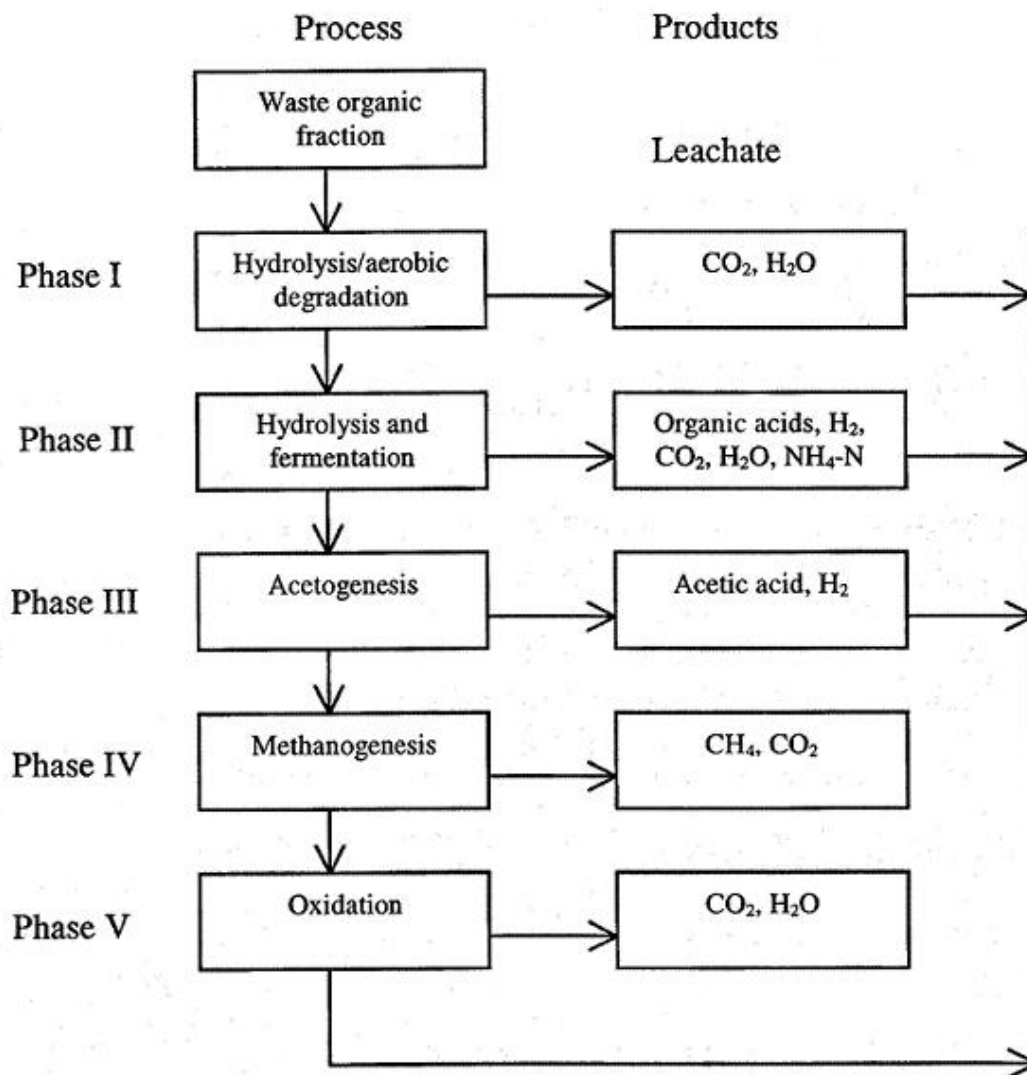 Process
Products
Waste organic
fraction
Leachate
Phase I
Hydrolysis/aerobic
degradation
CO₂, H₂O
Phase II
Hydrolysis and
fermentation
Organic acids, H₂,
CO₂, H₂O, NH₄-N
Phase III
Acetogenesis
Acetic acid, H₂
Phase IV
Methanogenesis
CH₄, CO₂
Phase V
Oxidation
CO₂, H₂O